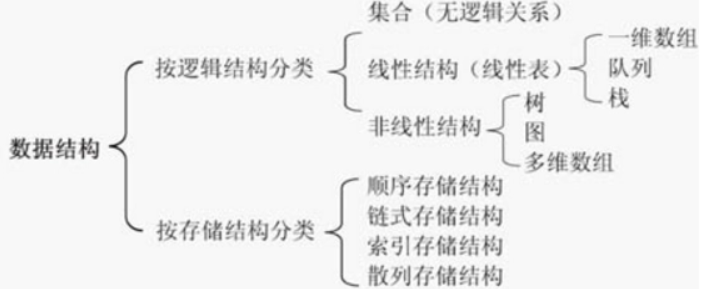 数据结构
按逻辑结构分类
集合（无逻辑关系）
线性结构（线性表）
一维数组
队列
栈
非线性结构
树
图
多维数组
按存储结构分类
顺序存储结构
链式存储结构
索引存储结构
散列存储结构